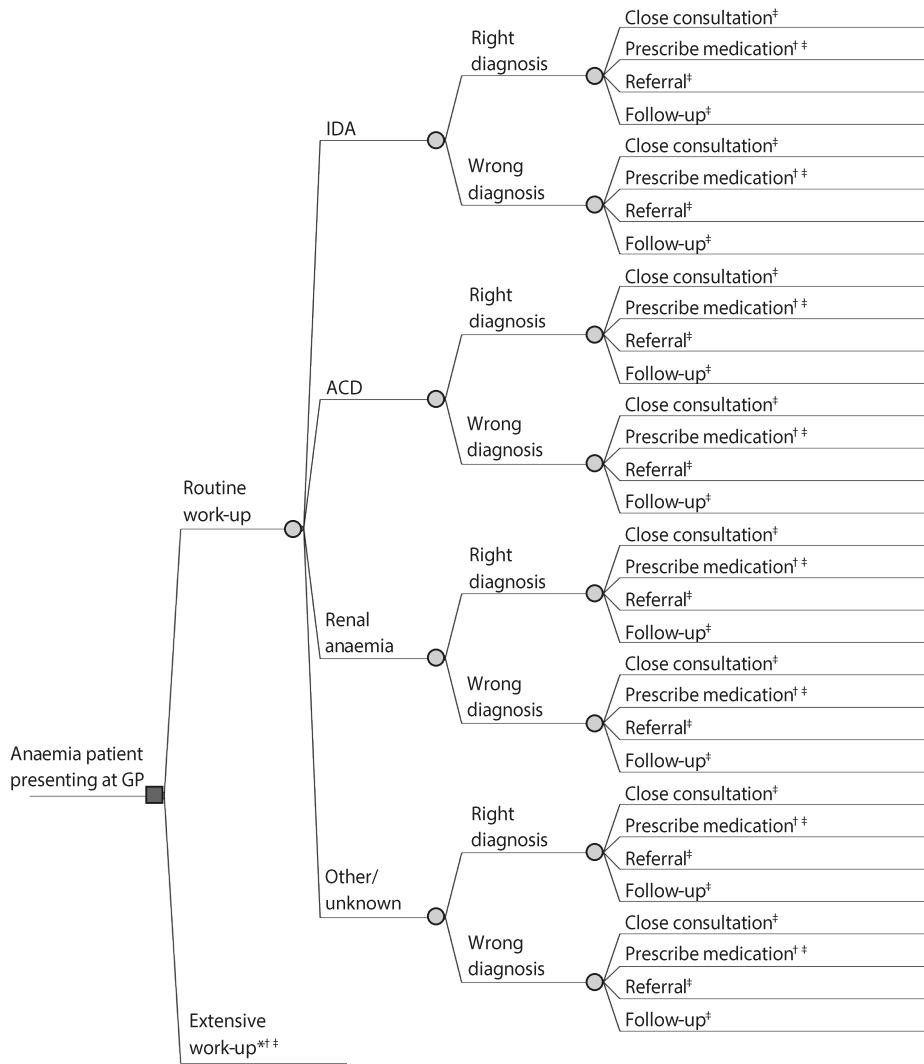 Anaemia patient
presenting at GP
Routine
work-up
IDA
Right
diagnosis
Close consultation‡
Prescribe medication† ‡
Referral‡
Follow-up‡
Wrong
diagnosis
Close consultation‡
Prescribe medication† ‡
Referral‡
Follow-up‡
ACD
Right
diagnosis
Close consultation‡
Prescribe medication† ‡
Referral‡
Follow-up‡
Wrong
diagnosis
Close consultation‡
Prescribe medication† ‡
Referral‡
Follow-up‡
Renal
anaemia
Right
diagnosis
Close consultation‡
Prescribe medication† ‡
Referral‡
Follow-up‡
Wrong
diagnosis
Close consultation‡
Prescribe medication† ‡
Referral‡
Follow-up‡
Other/
unknown
Right
diagnosis
Close consultation‡
Prescribe medication† ‡
Referral‡
Follow-up‡
Wrong
diagnosis
Close consultation‡
Prescribe medication† ‡
Referral‡
Follow-up‡
Extensive
work-up*† ‡